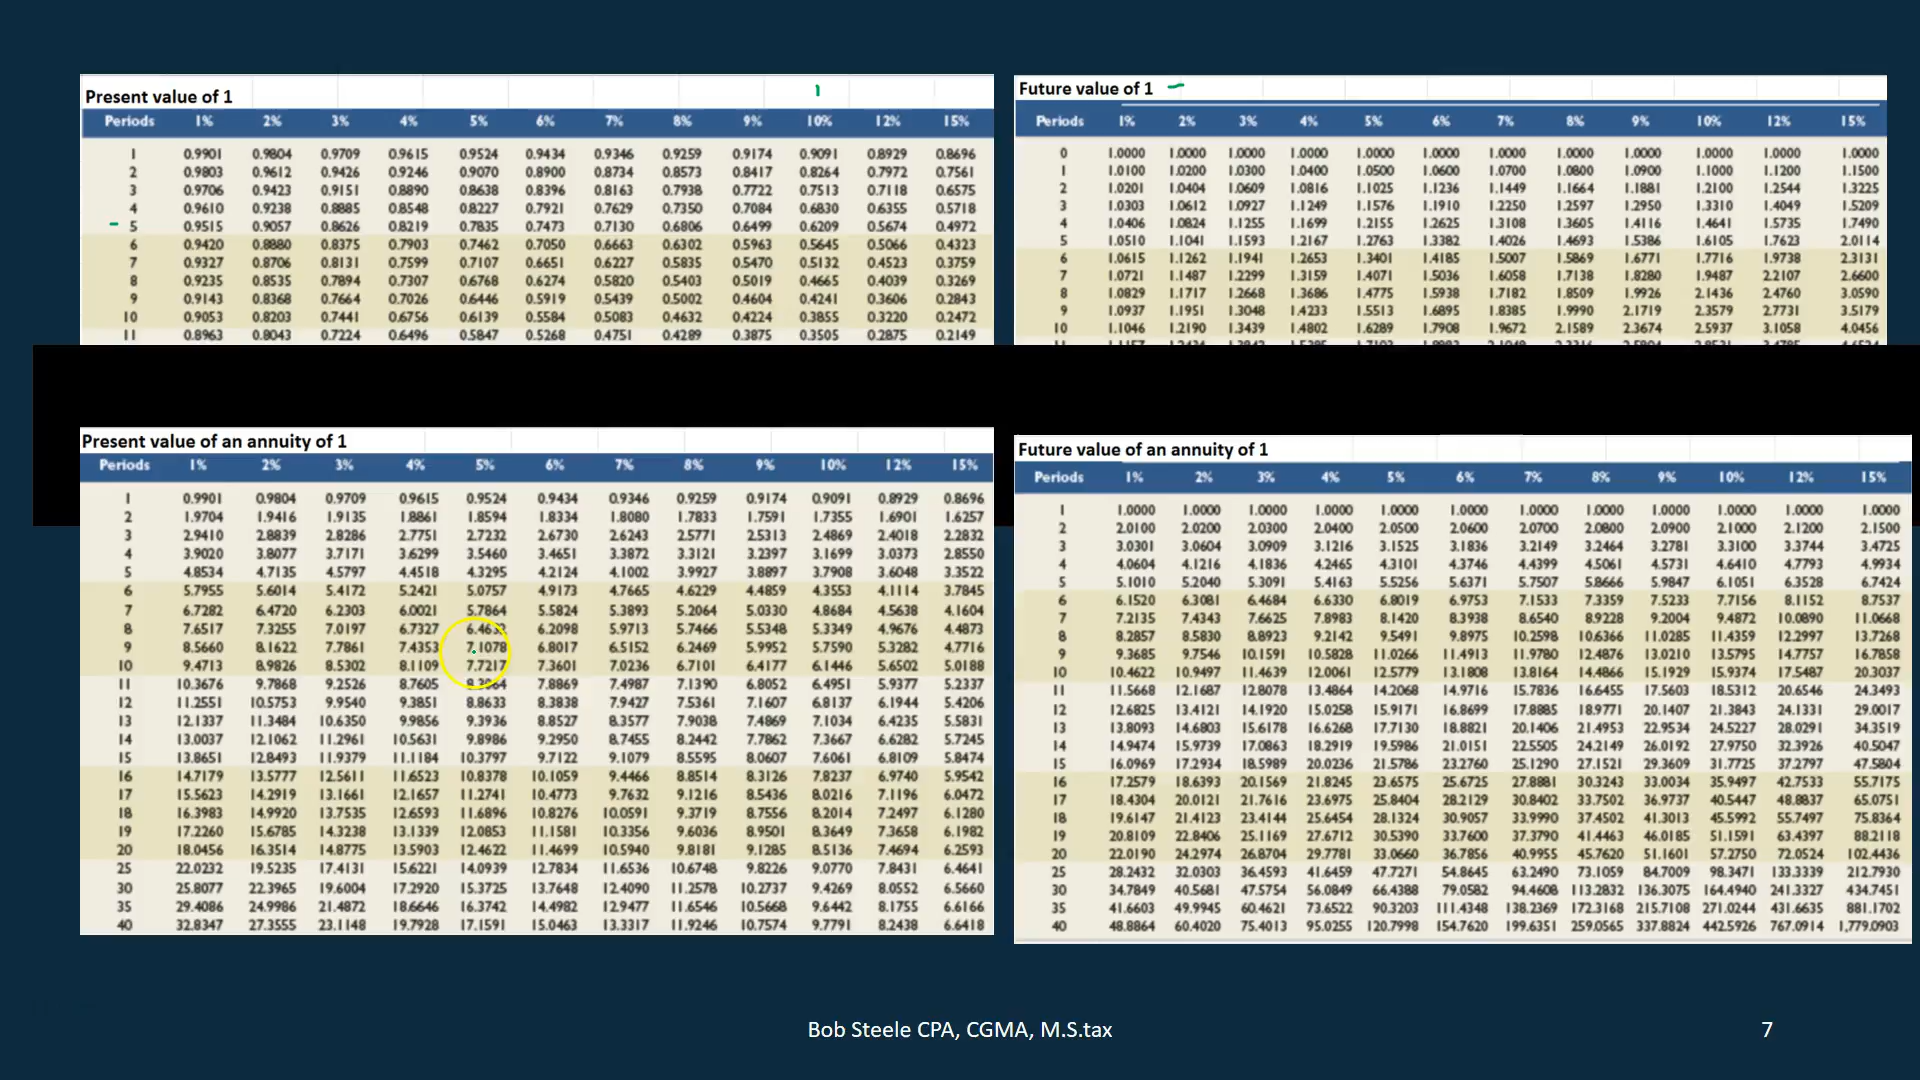 Present value of 1
Periods 1% 2% 3% 4% 5% 6% 7% 8% 9% 10% 12% 15%
1 0.9901 0.9804 0.9709 0.9615 0.9524 0.9434 0.9346 0.9259 0.9174 0.9091 0.8929 0.8696
2 0.9803 0.9612 0.9426 0.9246 0.9070 0.8900 0.8734 0.8573 0.8417 0.8264 0.7972 0.7561
3 0.9706 0.9423 0.9151 0.8890 0.8638 0.8396 0.8163 0.7938 0.7722 0.7513 0.7118 0.6575
4 0.9610 0.9238 0.8885 0.8548 0.8227 0.7921 0.7629 0.7350 0.7084 0.6830 0.6355 0.5718
5 0.9515 0.9057 0.8626 0.8219 0.7835 0.7473 0.7130 0.6806 0.6499 0.6209 0.5674 0.4972
6 0.9420 0.8880 0.8375 0.7903 0.7462 0.7050 0.6663 0.6302 0.5963 0.5645 0.5066 0.4323
7 0.9327 0.8706 0.8131 0.7599 0.7107 0.6651 0.6227 0.5835 0.5470 0.5132 0.4523 0.3759
8 0.9235 0.8535 0.7894 0.7307 0.6768 0.6274 0.5820 0.5403 0.5019 0.4665 0.4039 0.3269
9 0.9143 0.8368 0.7664 0.7026 0.6446 0.5919 0.5439 0.5002 0.4604 0.4241 0.3606 0.2843
10 0.9053 0.8203 0.7441 0.6756 0.6139 0.5584 0.5083 0.4632 0.4224 0.3855 0.3220 0.2472
11 0.8963 0.8043 0.7224 0.6496 0.5847 0.5268 0.4751 0.4289 0.3875 0.3505 0.2875 0.2149
Future value of 1
Periods 1% 2% 3% 4% 5% 6% 7% 8% 9% 10% 12% 15%
0 1.0000 1.0000 1.0000 1.0000 1.0000 1.0000 1.0000 1.0000 1.0000 1.0000 1.0000 1.0000
1 1.0100 1.0200 1.0300 1.0400 1.0500 1.0600 1.0700 1.0800 1.0900 1.1000 1.1200 1.1500
2 1.0201 1.0404 1.0609 1.0816 1.1025 1.1236 1.1449 1.1664 1.1881 1.2100 1.2544 1.3225
3 1.0303 1.0612 1.0927 1.1249 1.1576 1.1910 1.2250 1.2597 1.2950 1.3310 1.4049 1.5209
4 1.0406 1.0824 1.1255 1.1699 1.2155 1.2625 1.3108 1.3605 1.4116 1.4641 1.5735 1.7490
5 1.0510 1.1041 1.1593 1.2167 1.2763 1.3382 1.4026 1.4693 1.5386 1.6105 1.7623 2.0114
6 1.0615 1.1262 1.1941 1.2653 1.3401 1.4185 1.5007 1.5869 1.6771 1.7716 1.9738 2.3131
7 1.0721 1.1487 1.2299 1.3159 1.4071 1.5036 1.6058 1.7138 1.8280 1.9487 2.2107 2.6600
8 1.0829 1.1717 1.2668 1.3686 1.4775 1.5938 1.7182 1.8509 1.9926 2.1436 2.4760 3.0590
9 1.0937 1.1951 1.3048 1.4233 1.5513 1.6895 1.8385 1.9990 2.1719 2.3579 2.7731 3.5179
10 1.1046 1.2190 1.3439 1.4802 1.6289 1.7908 1.9672 2.1589 2.3674 2.5937 3.1058 4.0456
Present value of an annuity of 1
Periods 1% 2% 3% 4% 5% 6% 7% 8% 9% 10% 12% 15%
1 0.9901 0.9804 0.9709 0.9615 0.9524 0.9434 0.9346 0.9259 0.9174 0.9091 0.8929 0.8696
2 1.9704 1.9416 1.9135 1.8861 1.8594 1.8334 1.8080 1.7833 1.7591 1.7355 1.6901 1.6257
3 2.9410 2.8839 2.8286 2.7751 2.7232 2.6730 2.6243 2.5771 2.5313 2.4869 2.4018 2.2832
4 3.9020 3.8077 3.7171 3.6299 3.5460 3.4651 3.3872 3.3121 3.2397 3.1699 3.0373 2.8550
5 4.8534 4.7135 4.5797 4.4518 4.3295 4.2124 4.1002 3.9927 3.8897 3.7908 3.6048 3.3522
6 5.7955 5.6014 5.4172 5.2421 5.0757 4.9173 4.7665 4.6229 4.4859 4.3553 4.1114 3.7845
7 6.7282 6.4720 6.2303 6.0021 5.7864 5.5824 5.3893 5.2064 5.0330 4.8684 4.5638 4.1604
8 7.6517 7.3255 7.0197 6.7327 6.4632 6.2098 5.9713 5.7466 5.5348 5.3349 4.9676 4.4873
9 8.5660 8.1622 7.7861 7.4353 7.1078 6.8017 6.5152 6.2469 5.9952 5.7590 5.3282 4.7716
10 9.4713 8.9826 8.5302 8.1109 7.7217 7.3601 7.0236 6.7101 6.4177 6.1446 5.6502 5.0188
11 10.3676 9.7868 9.2526 8.7605 8.3064 7.8869 7.4987 7.1390 6.8052 6.4951 5.9377 5.2337
12 11.2551 10.5753 9.9540 9.3851 8.8633 8.3838 7.9427 7.5361 7.1607 6.8137 6.1944 5.4206
13 12.1337 11.3484 10.6350 9.9856 9.3936 8.8527 8.3577 7.9038 7.4869 7.1034 6.4235 5.5831
14 13.0037 12.1062 11.2961 10.5631 9.8986 9.2950 8.7455 8.2442 7.7862 7.3667 6.6282 5.7245
15 13.8651 12.8493 11.9379 11.1184 10.3797 9.7122 9.1079 8.5595 8.0607 7.6061 6.8109 5.8474
16 14.7179 13.5777 12.5611 11.6523 10.8378 10.1059 9.4466 8.8514 8.3126 7.8237 6.9740 5.9542
17 15.5623 14.2919 13.1661 12.1657 11.2741 10.4773 9.7632 9.1216 8.5436 8.0216 7.1196 6.0472
18 16.3983 14.9920 13.7535 12.6593 11.6896 10.8276 10.0591 9.3719 8.7556 8.2014 7.2497 6.1280
19 17.2260 15.6785 14.3238 13.1339 12.0853 11.1581 10.3356 9.6036 8.9501 8.3649 7.3658 6.1982
20 18.0456 16.3514 14.8775 13.5903 12.4622 11.4699 10.5940 9.8181 9.1285 8.5136 7.4694 6.2593
25 22.0232 19.5235 17.4131 15.6221 14.0939 12.7834 11.6536 10.6748 9.8226 9.0770 7.8431 6.4641
30 25.8077 22.3965 19.6004 17.2920 15.3725 13.7648 12.4090 11.2578 10.2737 9.4269 8.0552 6.5660
35 29.4086 24.9986 21.4872 18.6646 16.3742 14.4982 12.9477 11.6546 10.5668 9.6442 8.1755 6.6166
40 32.8347 27.3555 23.1148 19.7928 17.1591 15.0463 13.3317 11.9246 10.7574 9.7791 8.2438 6.6418
Future value of an annuity of 1
Periods 1% 2% 3% 4% 5% 6% 7% 8% 9% 10% 12% 15%
1 1.0000 1.0000 1.0000 1.0000 1.0000 1.0000 1.0000 1.0000 1.0000 1.0000 1.0000 1.0000
2 2.0100 2.0200 2.0300 2.0400 2.0500 2.0600 2.0700 2.0800 2.0900 2.1000 2.1200 2.1500
3 3.0301 3.0604 3.0909 3.1216 3.1525 3.1836 3.2149 3.2464 3.2781 3.3100 3.3744 3.4725
4 4.0604 4.1216 4.1836 4.2465 4.3101 4.3746 4.4399 4.5061 4.5731 4.6410 4.7793 4.9934
5 5.1010 5.2040 5.3091 5.4163 5.5256 5.6371 5.7507 5.8666 5.9847 6.1051 6.3528 6.7424
6 6.1520 6.3081 6.4684 6.6330 6.8019 6.9753 7.1533 7.3359 7.5233 7.7156 8.1152 8.7537
7 7.2135 7.4343 7.6625 7.8983 8.1420 8.3938 8.6540 8.9228 9.2004 9.4872 10.0890 11.0668
8 8.2857 8.5830 8.8923 9.2142 9.5491 9.8975 10.2598 10.6366 11.0285 11.4359 12.2997 13.7268
9 9.3685 9.7546 10.1591 10.5828 11.0266 11.4913 11.9780 12.4876 13.0210 13.5795 14.7757 16.7858
10 10.4622 10.9497 11.4639 12.0061 12.5779 13.1808 13.8164 14.4866 15.1929 15.9374 17.5487 20.3037
11 11.5668 12.1687 12.8078 13.4864 14.2068 14.9716 15.7836 16.6455 17.5603 18.5312 20.6546 24.3493
12 12.6825 13.4121 14.1920 15.0258 15.9171 16.8699 17.8885 18.9771 20.1407 21.3843 24.1331 29.0017
13 13.8093 14.6803 15.6178 16.6268 17.7130 18.8821 20.1406 21.4953 22.9534 24.5227 28.0291 34.3519
14 14.9474 15.9739 17.0863 18.2919 19.5986 21.0151 22.5505 24.2149 26.0192 27.9750 32.3926 40.5047
15 16.0969 17.2934 18.5989 20.0236 21.5786 23.2760 25.1290 27.1521 29.3609 31.7725 37.2797 47.5804
16 17.2579 18.6393 20.1569 21.8245 23.6575 25.6725 27.8881 30.3243 33.0034 35.9497 42.7533 55.7175
17 18.4304 20.0121 21.7616 23.6975 25.8404 28.2129 30.8402 33.7502 36.9737 40.5447 48.8837 65.0751
18 19.6147 21.4123 23.4144 25.6454 28.1324 30.9057 33.9990 37.4502 41.3013 45.5992 55.7497 75.8364
19 20.8109 22.8406 25.1169 27.6712 30.5390 33.7600 37.3790 41.4463 46.0185 51.1591 63.4397 88.2118
20 22.0190 24.2974 26.8704 29.7781 33.0660 36.7856 40.9955 45.7620 51.1601 57.2750 72.0524 102.4436
25 28.2432 32.0303 36.4593 41.6459 47.7271 54.8645 63.2490 73.1059 84.7009 98.3471 133.3339 212.7930
30 34.7849 40.5681 47.5754 56.0849 66.4388 79.0582 94.4608 113.2832 136.3075 164.4940 241.3327 434.7451
35 41.6603 49.9945 60.4621 73.6522 90.3203 111.4348 138.2369 172.3168 215.7108 271.0244 431.6635 881.1702
40 48.8864 60.4020 75.4013 95.0255 120.7998 154.7620 199.6351 259.0565 337.8824 442.5926 767.0914 1,779.0903
Bob Steele CPA, CGMA, M.S.tax
7